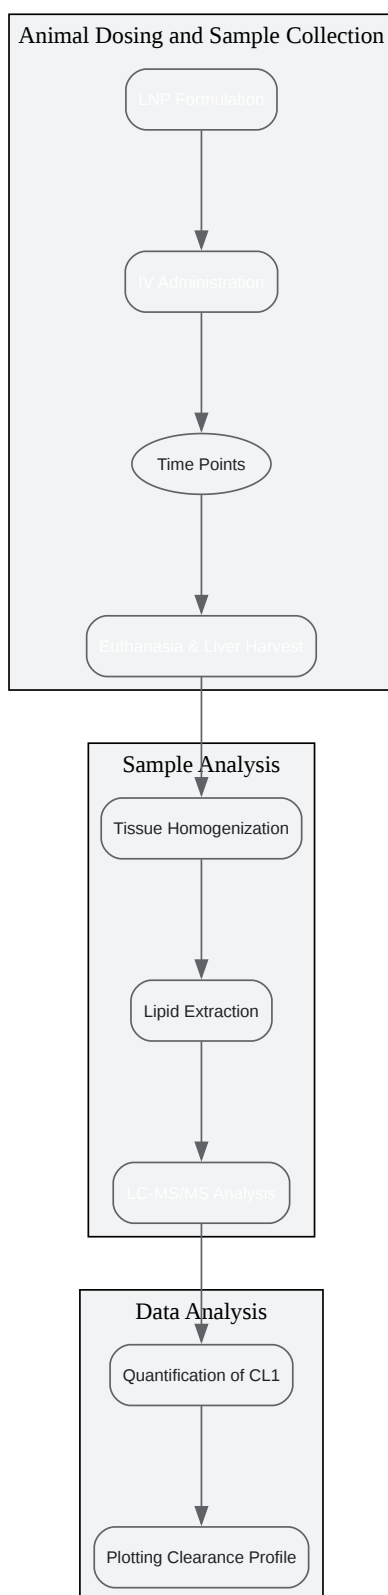 Animal Dosing and Sample Collection
LNP Formulation
IV Administration
Time Points
Euthanasia & Liver Harvest
Sample Analysis
Tissue Homogenization
Lipid Extraction
LC-MS/MS Analysis
Data Analysis
Quantification of CL1
Plotting Clearance Profile